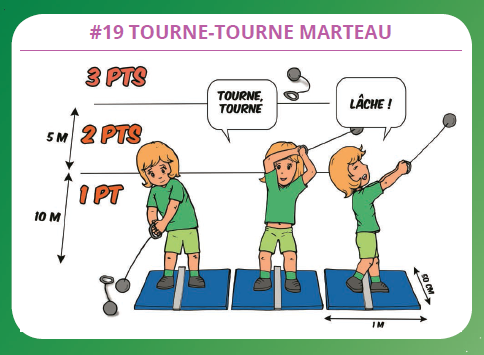 #19 TOURNE-TOURNE MARTEAU
3 PTS
TOURNE,
TOURNE
LÂCHE !
5 M
2 PTS
1 PT
10 M
50 CM
1 M